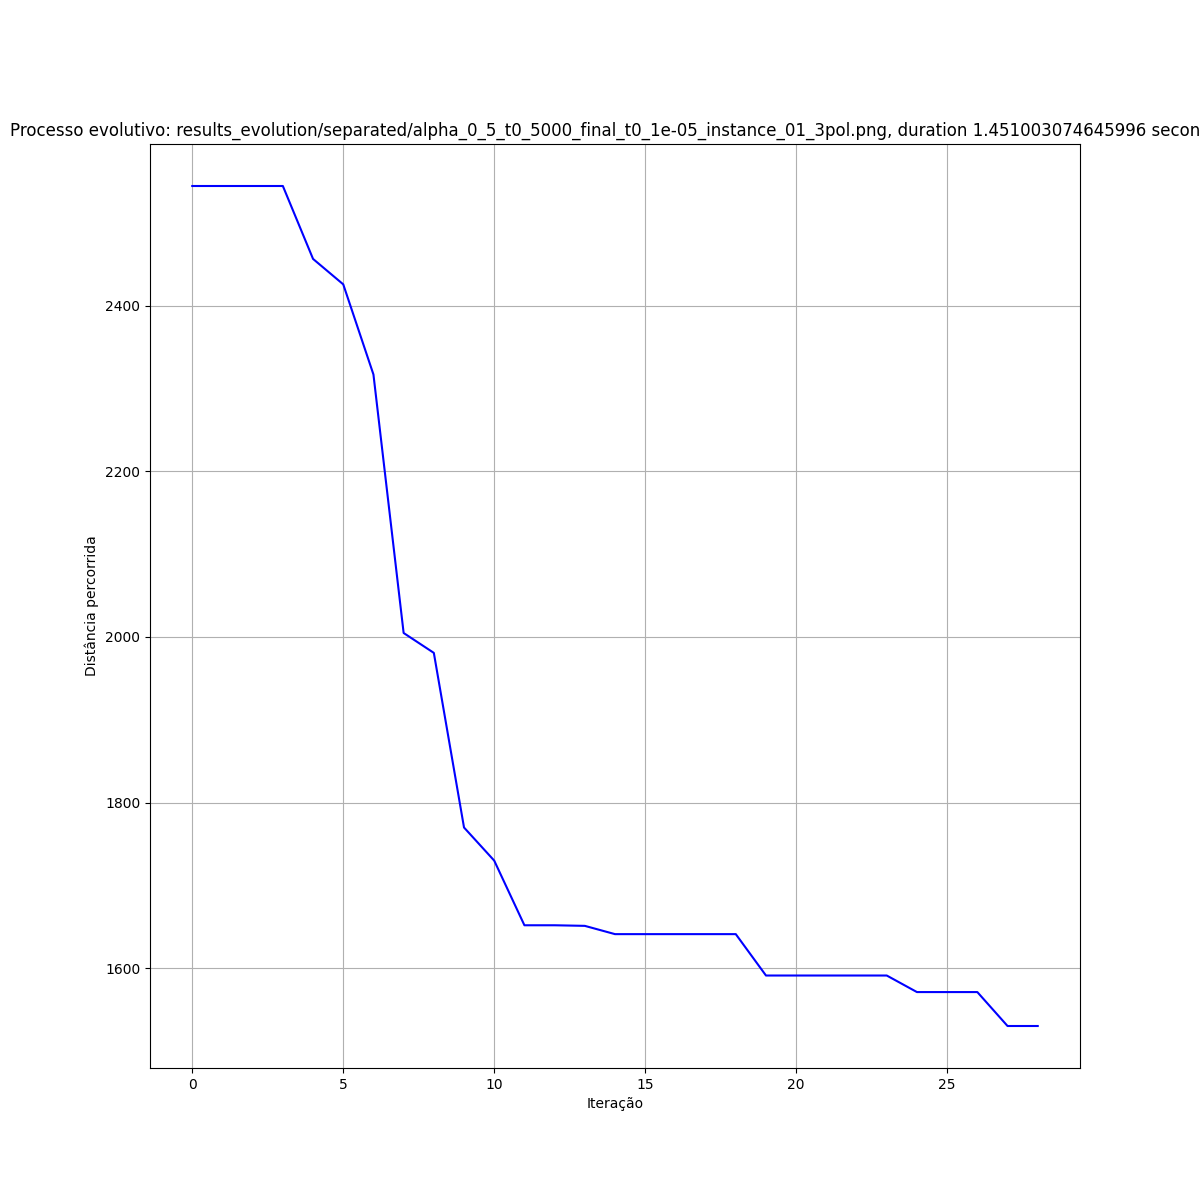 Processo evolutivo: results_evolution/separated/alpha_0_5_t0_5000_final_t0_1e-05_instance_01_3pol.png, duration 1.451003074645996 secon
2400
2200
2000
1800
1600
Distância percorrida
0 5 10 15 20 25
Iteração